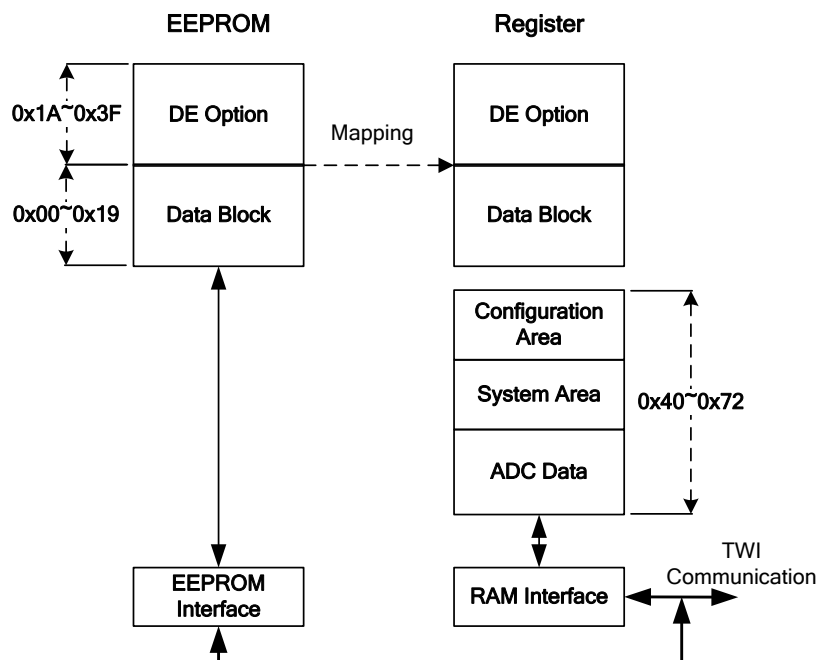 EEPROM
Register
0x1A~0x3F
DE Option
Mapping
DE Option
0x00~0x19
Data Block
Data Block
Configuration
Area
System Area
0x40~0x72
ADC Data
TWI
Communication
EEPROM
Interface
RAM Interface